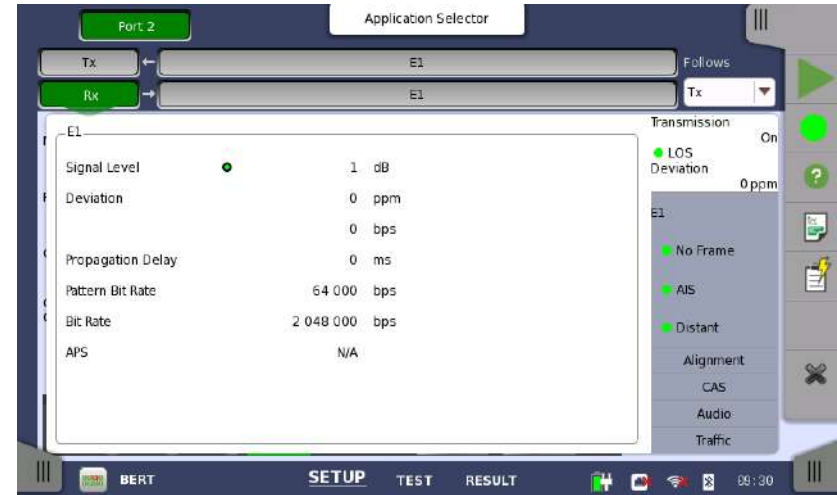 Port 2
Application Selector
Tx
E1
Follows
Rx
E1
Tx
E1
Signal Level 1 dB
Deviation 0 ppm
0 bps
Propagation Delay 0 ms
Pattern Bit Rate 64 000 bps
Bit Rate 2 048 000 bps
APS N/A
Transmission
On
LOS
Deviation
0 ppm
E1
No Frame
AIS
Distant
Alignment
CAS
Audio
Traffic
BERT
SETUP
TEST
RESULT
09:30